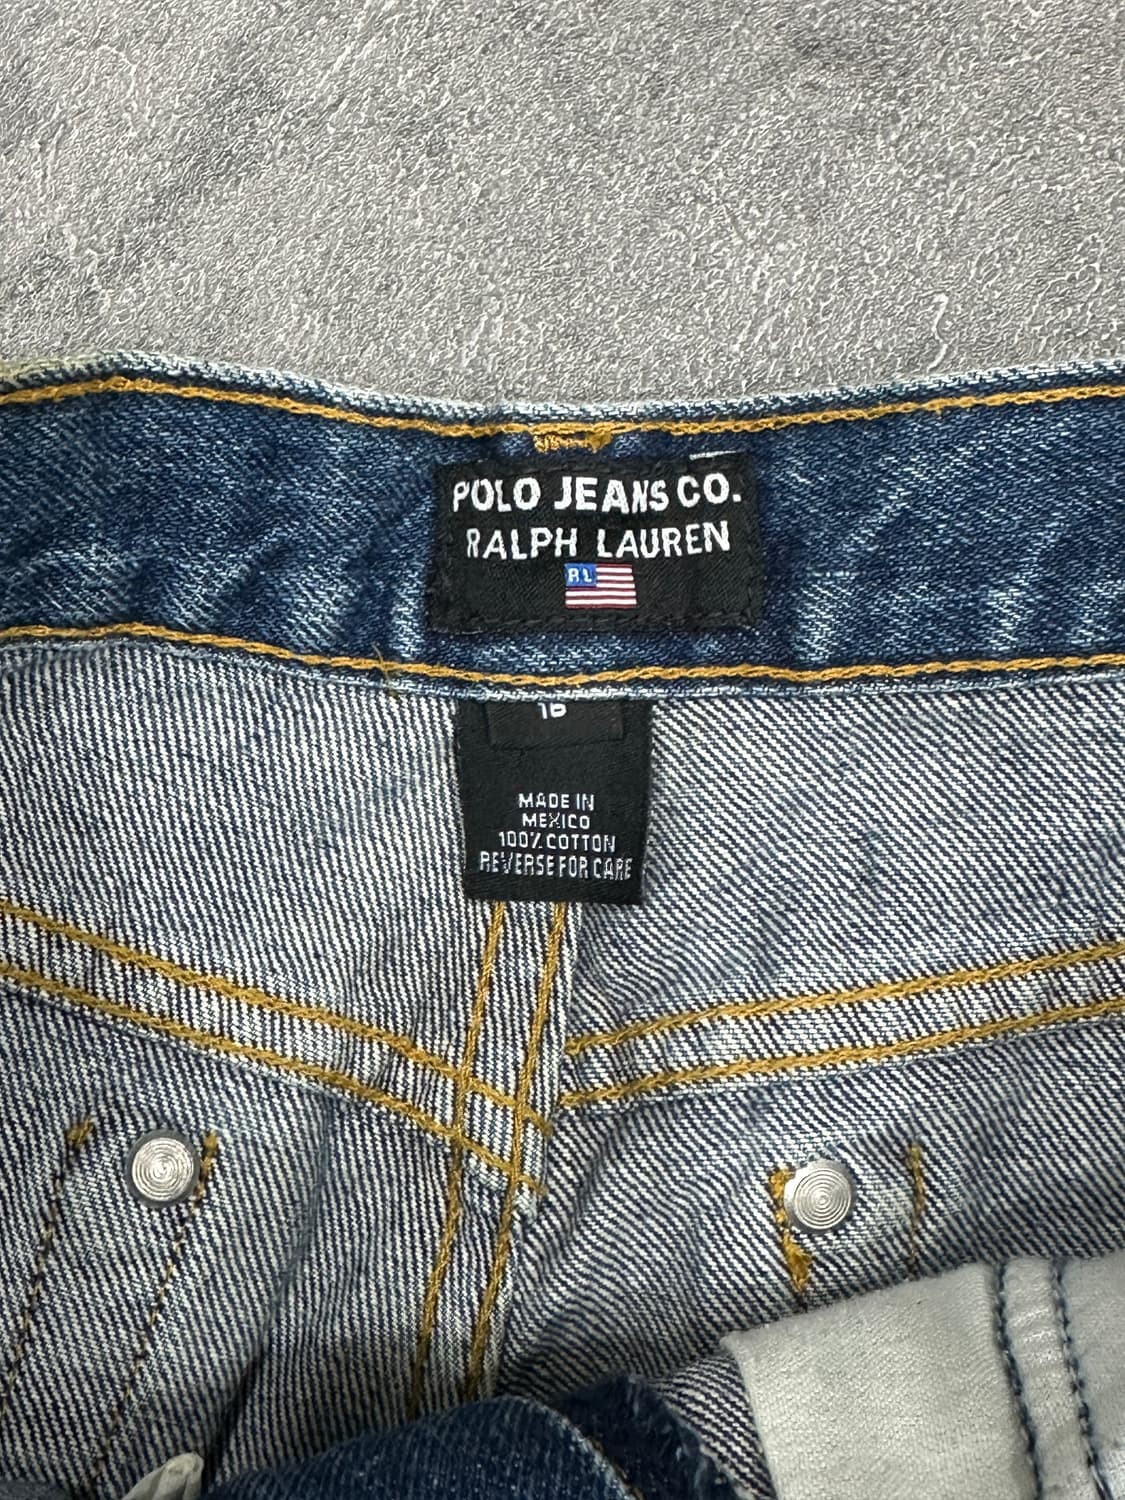 POLO JEANS CO.
RALPH LAUREN
RL
16
MADE IN
MEXICO
100% COTTON
REVERSE FOR CARE